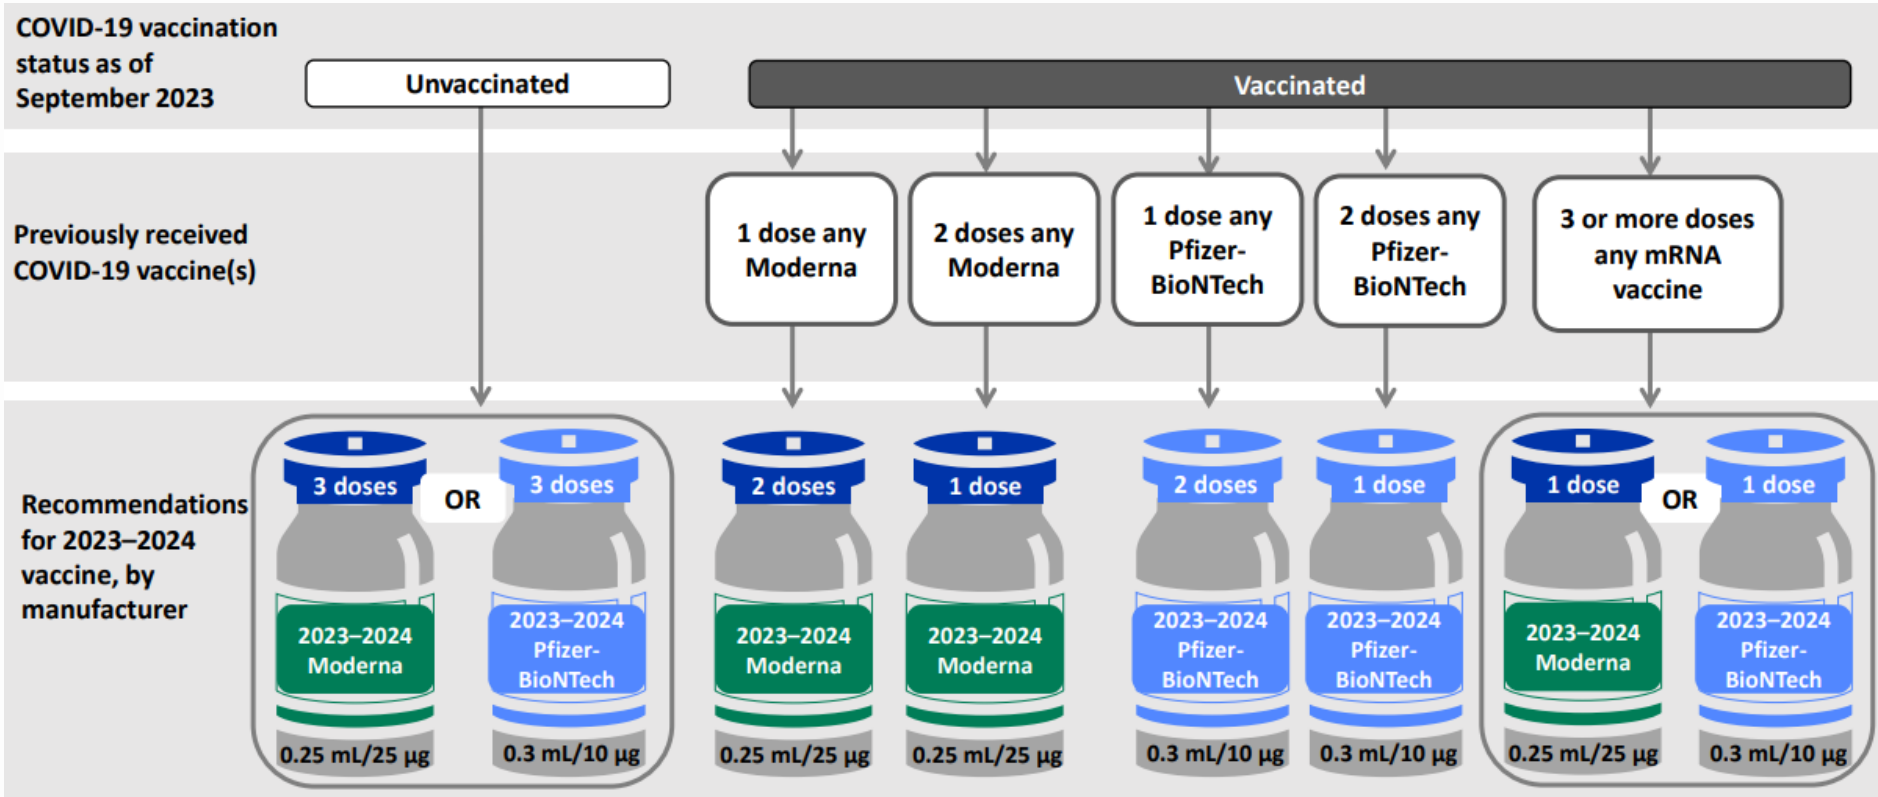 COVID-19 vaccination
status as of
September 2023
Unvaccinated
Vaccinated
Previously received
COVID-19 vaccine(s)
1 dose any
Moderna
2 doses any
Moderna
1 dose any
Pfizer-
BioNTech
2 doses any
Pfizer-
BioNTech
3 or more doses
any mRNA
vaccine
Recommendations
for 2023–2024
vaccine, by
manufacturer
3 doses
2023–2024
Moderna
0.25 mL/25 µg
OR
3 doses
2023–2024
Pfizer-
BioNTech
0.3 mL/10 µg
2 doses
2023–2024
Moderna
0.25 mL/25 µg
1 dose
2023–2024
Moderna
0.25 mL/25 µg
2 doses
2023–2024
Pfizer-
BioNTech
0.3 mL/10 µg
1 dose
2023–2024
Pfizer-
BioNTech
0.3 mL/10 µg
1 dose
2023–2024
Moderna
0.25 mL/25 µg
OR
1 dose
2023–2024
Pfizer-
BioNTech
0.3 mL/10 µg